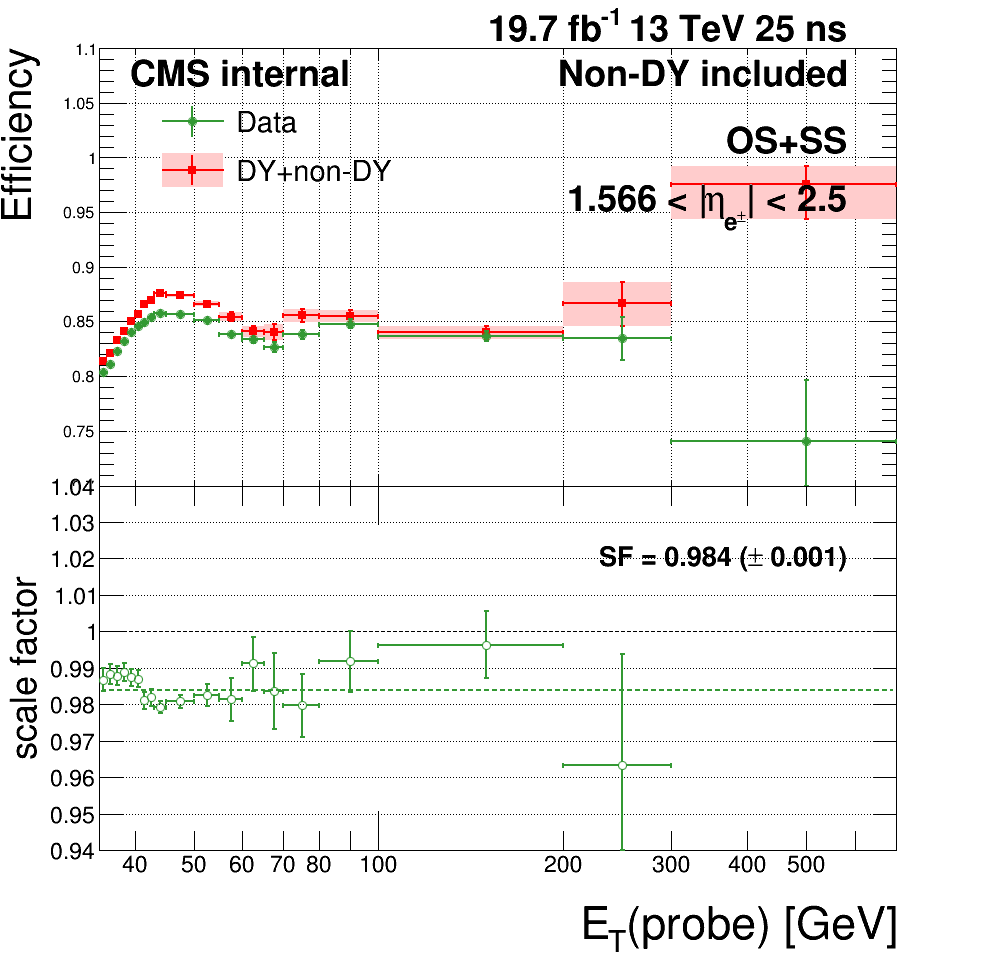 19.7 fb⁻¹ 13 TeV 25 ns
Efficiency
1.1
1.05
1
0.95
0.9
0.85
0.8
0.75
CMS internal
Data
DY+non-DY
Non-DY included
OS+SS
1.566 < |η_e±| < 2.5
scale factor
1.04
1.03
1.02
1.01
1
0.99
0.98
0.97
0.96
0.95
0.94
SF = 0.984 (± 0.001)
40 50 60 70 80 100 200 300 400 500
E_T(probe) [GeV]